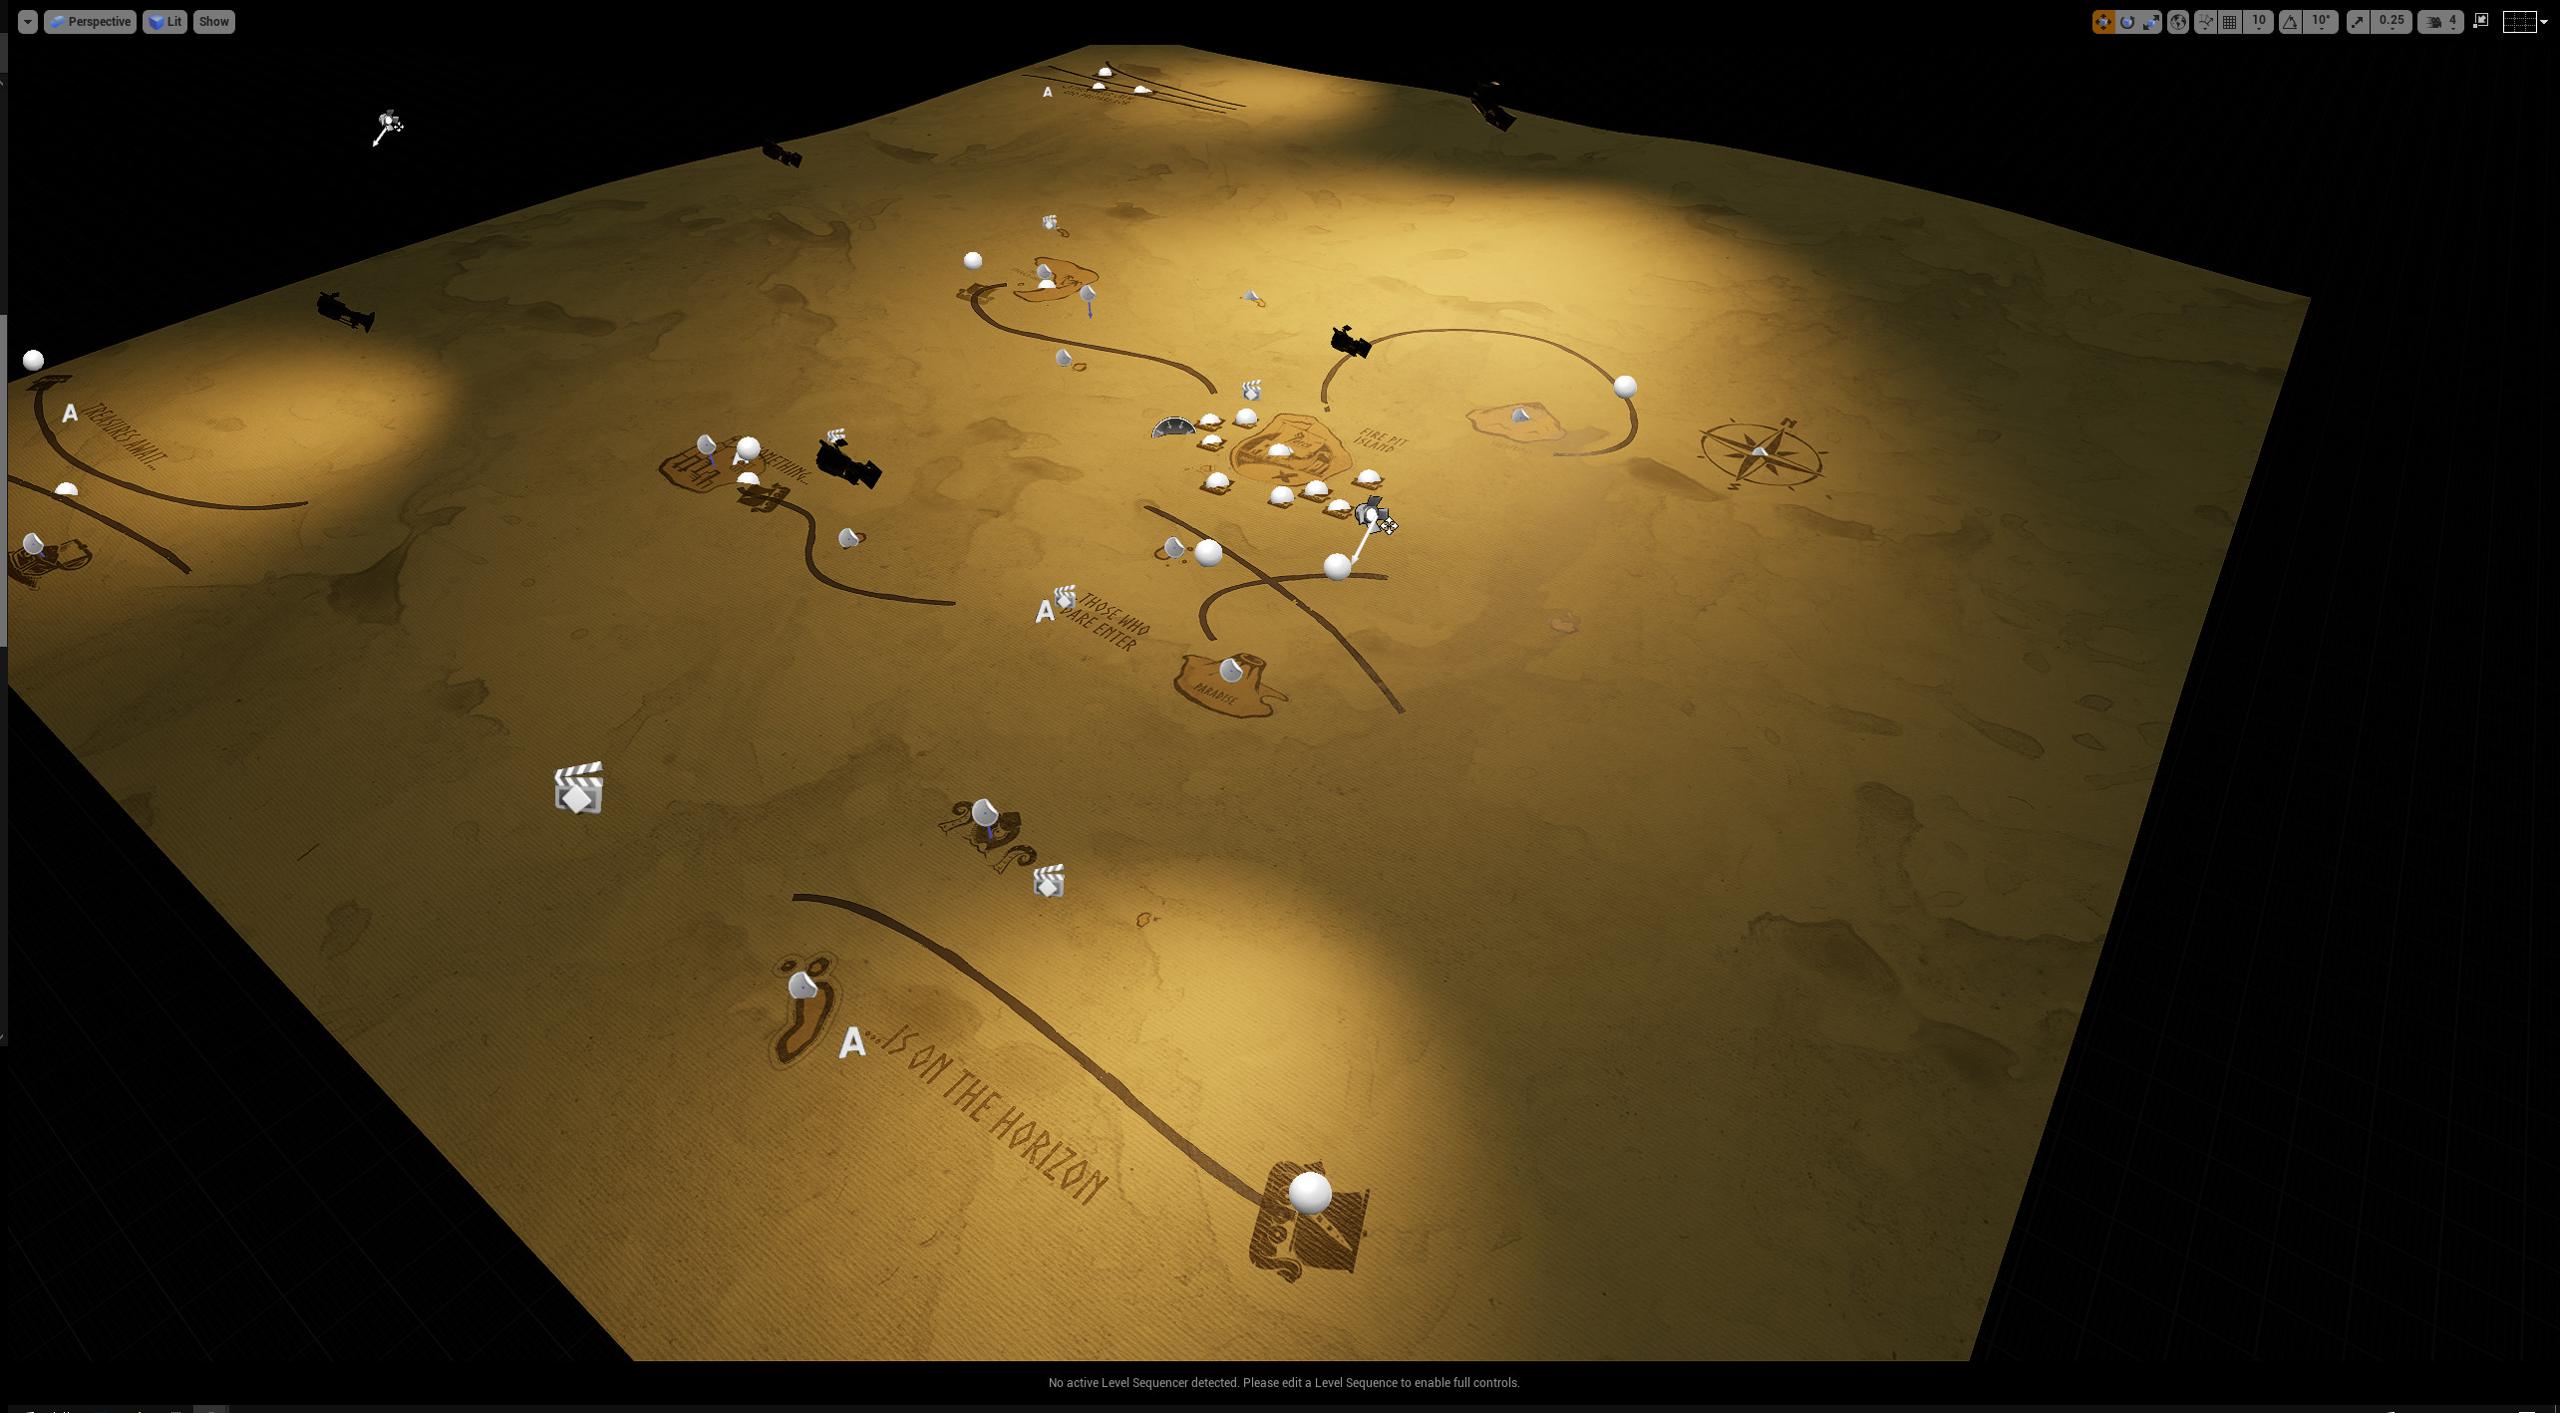 Perspective
Lit
Show
10
10°
0.25
4
A
A
TREASURES AWAIT...
FIRE PIT
ISLAND
N
A
SOMETHING...
A
...THOSE WHO
DARE ENTER
PARADISE
A
...IS ON THE HORIZON
No active Level Sequencer detected. Please edit a Level Sequence to enable full controls.